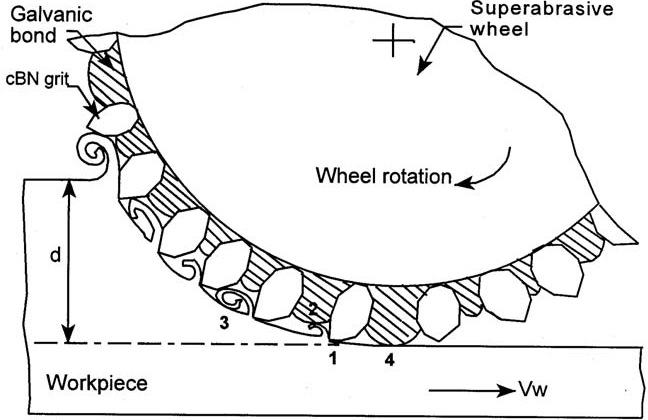 Galvanic
bond
Superabrasive
wheel
cBN grit
Wheel rotation
d
2
3
1
4
Workpiece
Vw